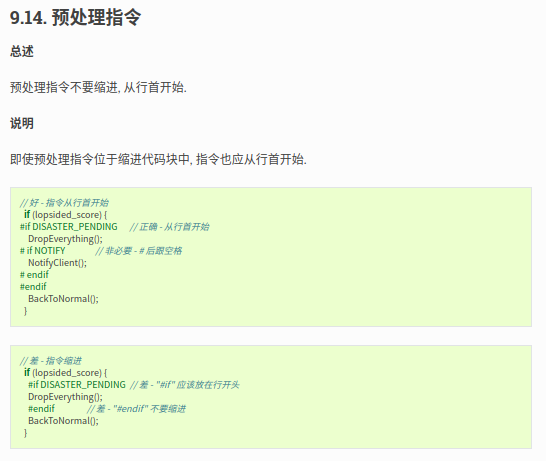 9.14. 预处理指令
总述
预处理指令不要缩进, 从行首开始.
说明
即使预处理指令位于缩进代码块中, 指令也应从行首开始.
// 好 - 指令从行首开始
  if (lopsided_score) {
#if DISASTER_PENDING      // 正确 - 从行首开始
    DropEverything();
# if NOTIFY               // 非必要 - # 后跟空格
    NotifyClient();
# endif
#endif
    BackToNormal();
  }
// 差 - 指令缩进
  if (lopsided_score) {
    #if DISASTER_PENDING  // 差 - "#if" 应该放在行开头
    DropEverything();
    #endif                // 差 - "#endif" 不要缩进
    BackToNormal();
  }